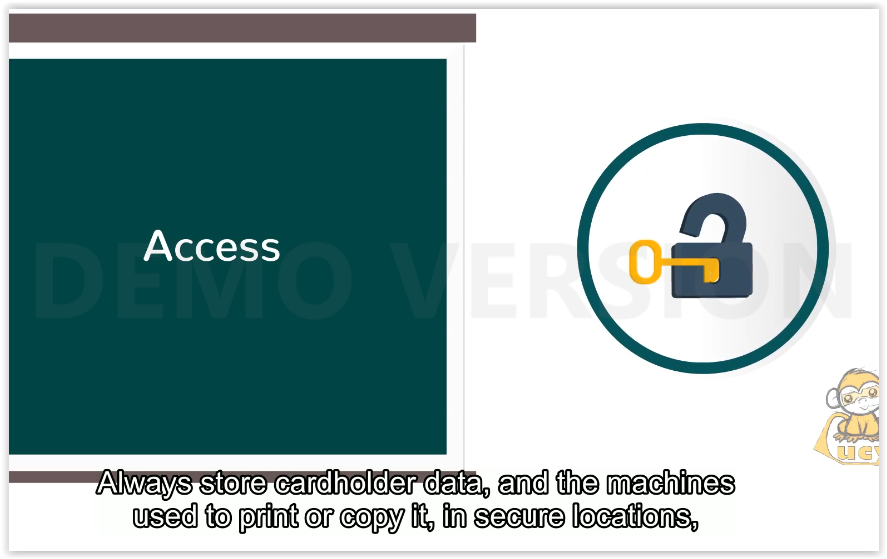 Access
DEMO VERSION
ucy
Always store cardholder data, and the machines
used to print or copy it, in secure locations,